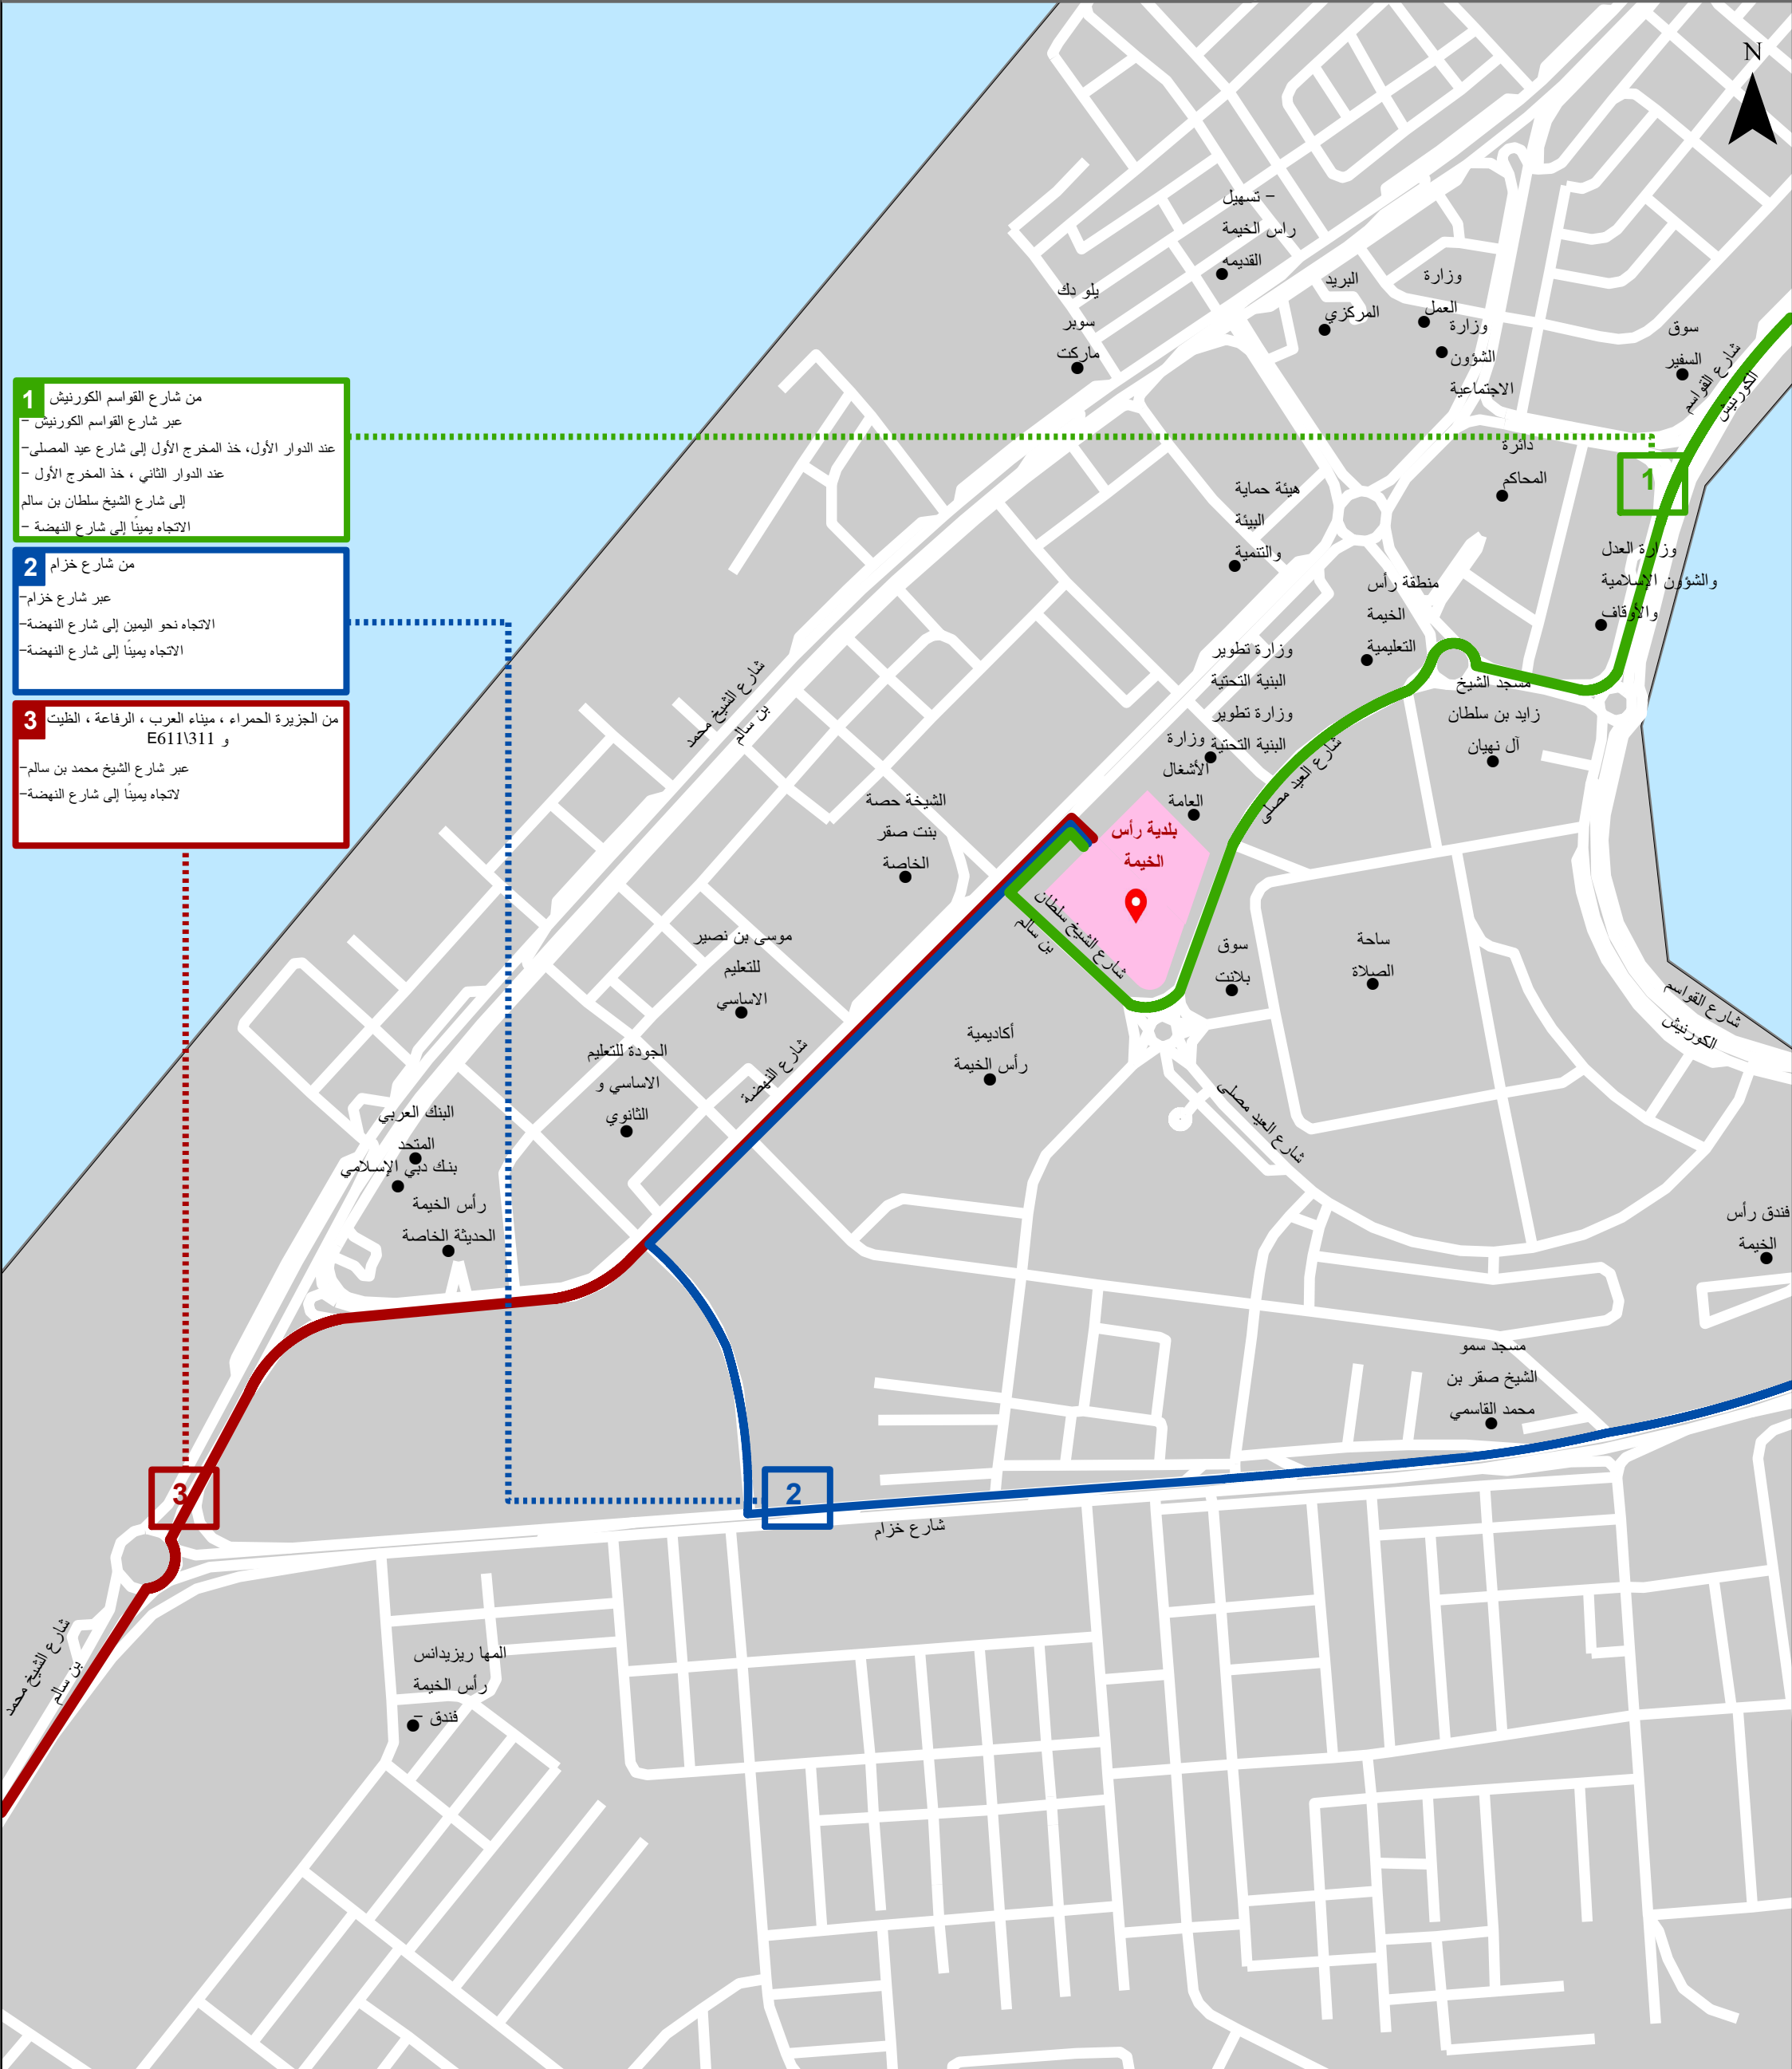 N
تسهيل –
راس الخيمة
القديمه
البريد
المركزي
وزارة
العمل
وزارة
الشؤون
الاجتماعية
يلو دك
سوبر
ماركت
سوق
السفير
شارع القواسم
الكورنيش
1
من شارع القواسم الكورنيش
عبر شارع القواسم الكورنيش –
عند الدوار الأول، خذ المخرج الأول إلى شارع عيد المصلى-
عند الدوار الثاني ، خذ المخرج الأول –
إلى شارع الشيخ سلطان بن سالم
الاتجاه يمينًا إلى شارع النهضة –
2
من شارع خزام
عبر شارع خزام-
الاتجاه نحو اليمين إلى شارع النهضة-
الاتجاه يمينًا إلى شارع النهضة-
3
من الجزيرة الحمراء ، ميناء العرب ، الرفاعة ، الظيت
و E611\311
عبر شارع الشيخ محمد بن سالم-
لاتجاه يمينًا إلى شارع النهضة-
دائرة
المحاكم
1
هيئة حماية
البيئة
والتنمية
وزارة العدل
والشؤون الإسلامية
والأوقاف
منطقة رأس
الخيمة
التعليمية
وزارة تطوير
البنية التحتية
وزارة تطوير
البنية التحتية
وزارة
الأشغال
العامة
مسجد الشيخ
زايد بن سلطان
آل نهيان
شارع الشيخ محمد
بن سالم
شارع العيد مصلى
الشيخة حصة
بنت صقر
الخاصة
بلدية رأس
الخيمة
شارع الشيخ سلطان
بن سالم
سوق
بلانت
ساحة
الصلاة
موسى بن نصير
للتعليم
الاساسي
شارع القواسم
الكورنيش
أكاديمية
رأس الخيمة
الجودة للتعليم
الاساسي و
الثانوي
شارع النهضة
شارع العيد مصلى
البنك العربي
المتحد
بنك دبي الإسلامي
رأس الخيمة
الحديثة الخاصة
فندق رأس
الخيمة
مسجد سمو
الشيخ صقر بن
محمد القاسمي
3
2
شارع خزام
شارع الشيخ محمد
بن سالم
المها ريزيدانس
رأس الخيمة
فندق –